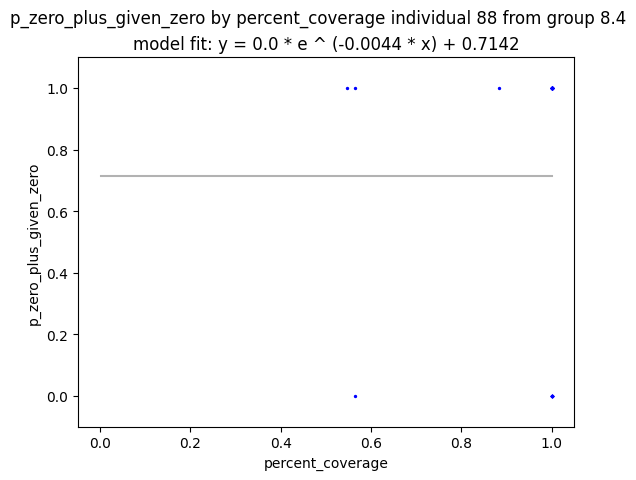 p_zero_plus_given_zero by percent_coverage individual 88 from group 8.4
model fit: y = 0.0 * e ^ (-0.0044 * x) + 0.7142
p_zero_plus_given_zero
1.0
0.8
0.6
0.4
0.2
0.0
0.0 0.2 0.4 0.6 0.8 1.0
percent_coverage